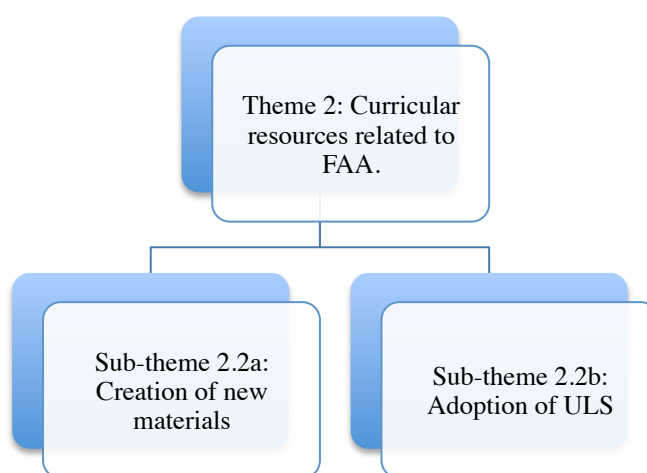 Theme 2: Curricular
resources related to
FAA.
Sub-theme 2.2a:
Creation of new
materials
Sub-theme 2.2b:
Adoption of ULS